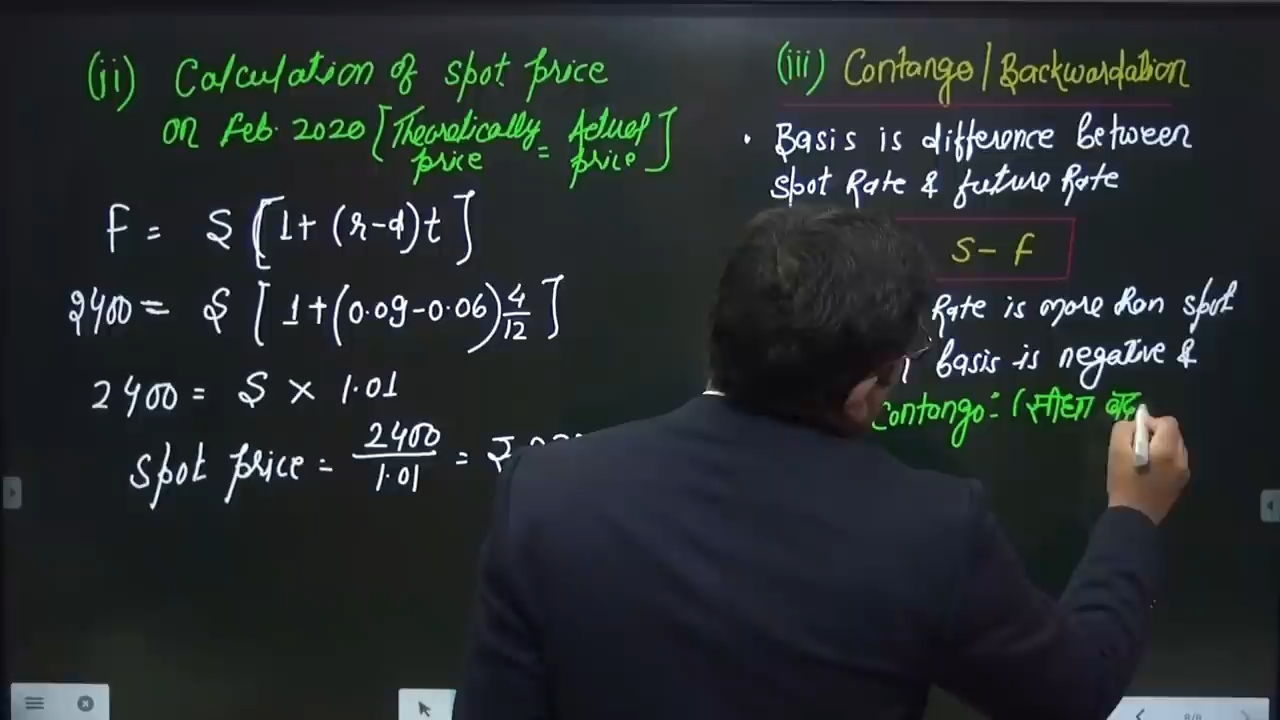 (ii) Calculation of spot price
on Feb. 2020 [Theoretically price = Actual price]
F = S [1+ (r-d)t]
2400 = S [1+(0.09-0.06) 4/12]
2400 = S × 1.01
spot price = 2400/1.01 = ₹
(iii) Contango / Backwardation
• Basis is difference between
spot Rate & future Rate
S - F
Rate is more than spot
basis is negative &
Contango: (सीधा
8/8